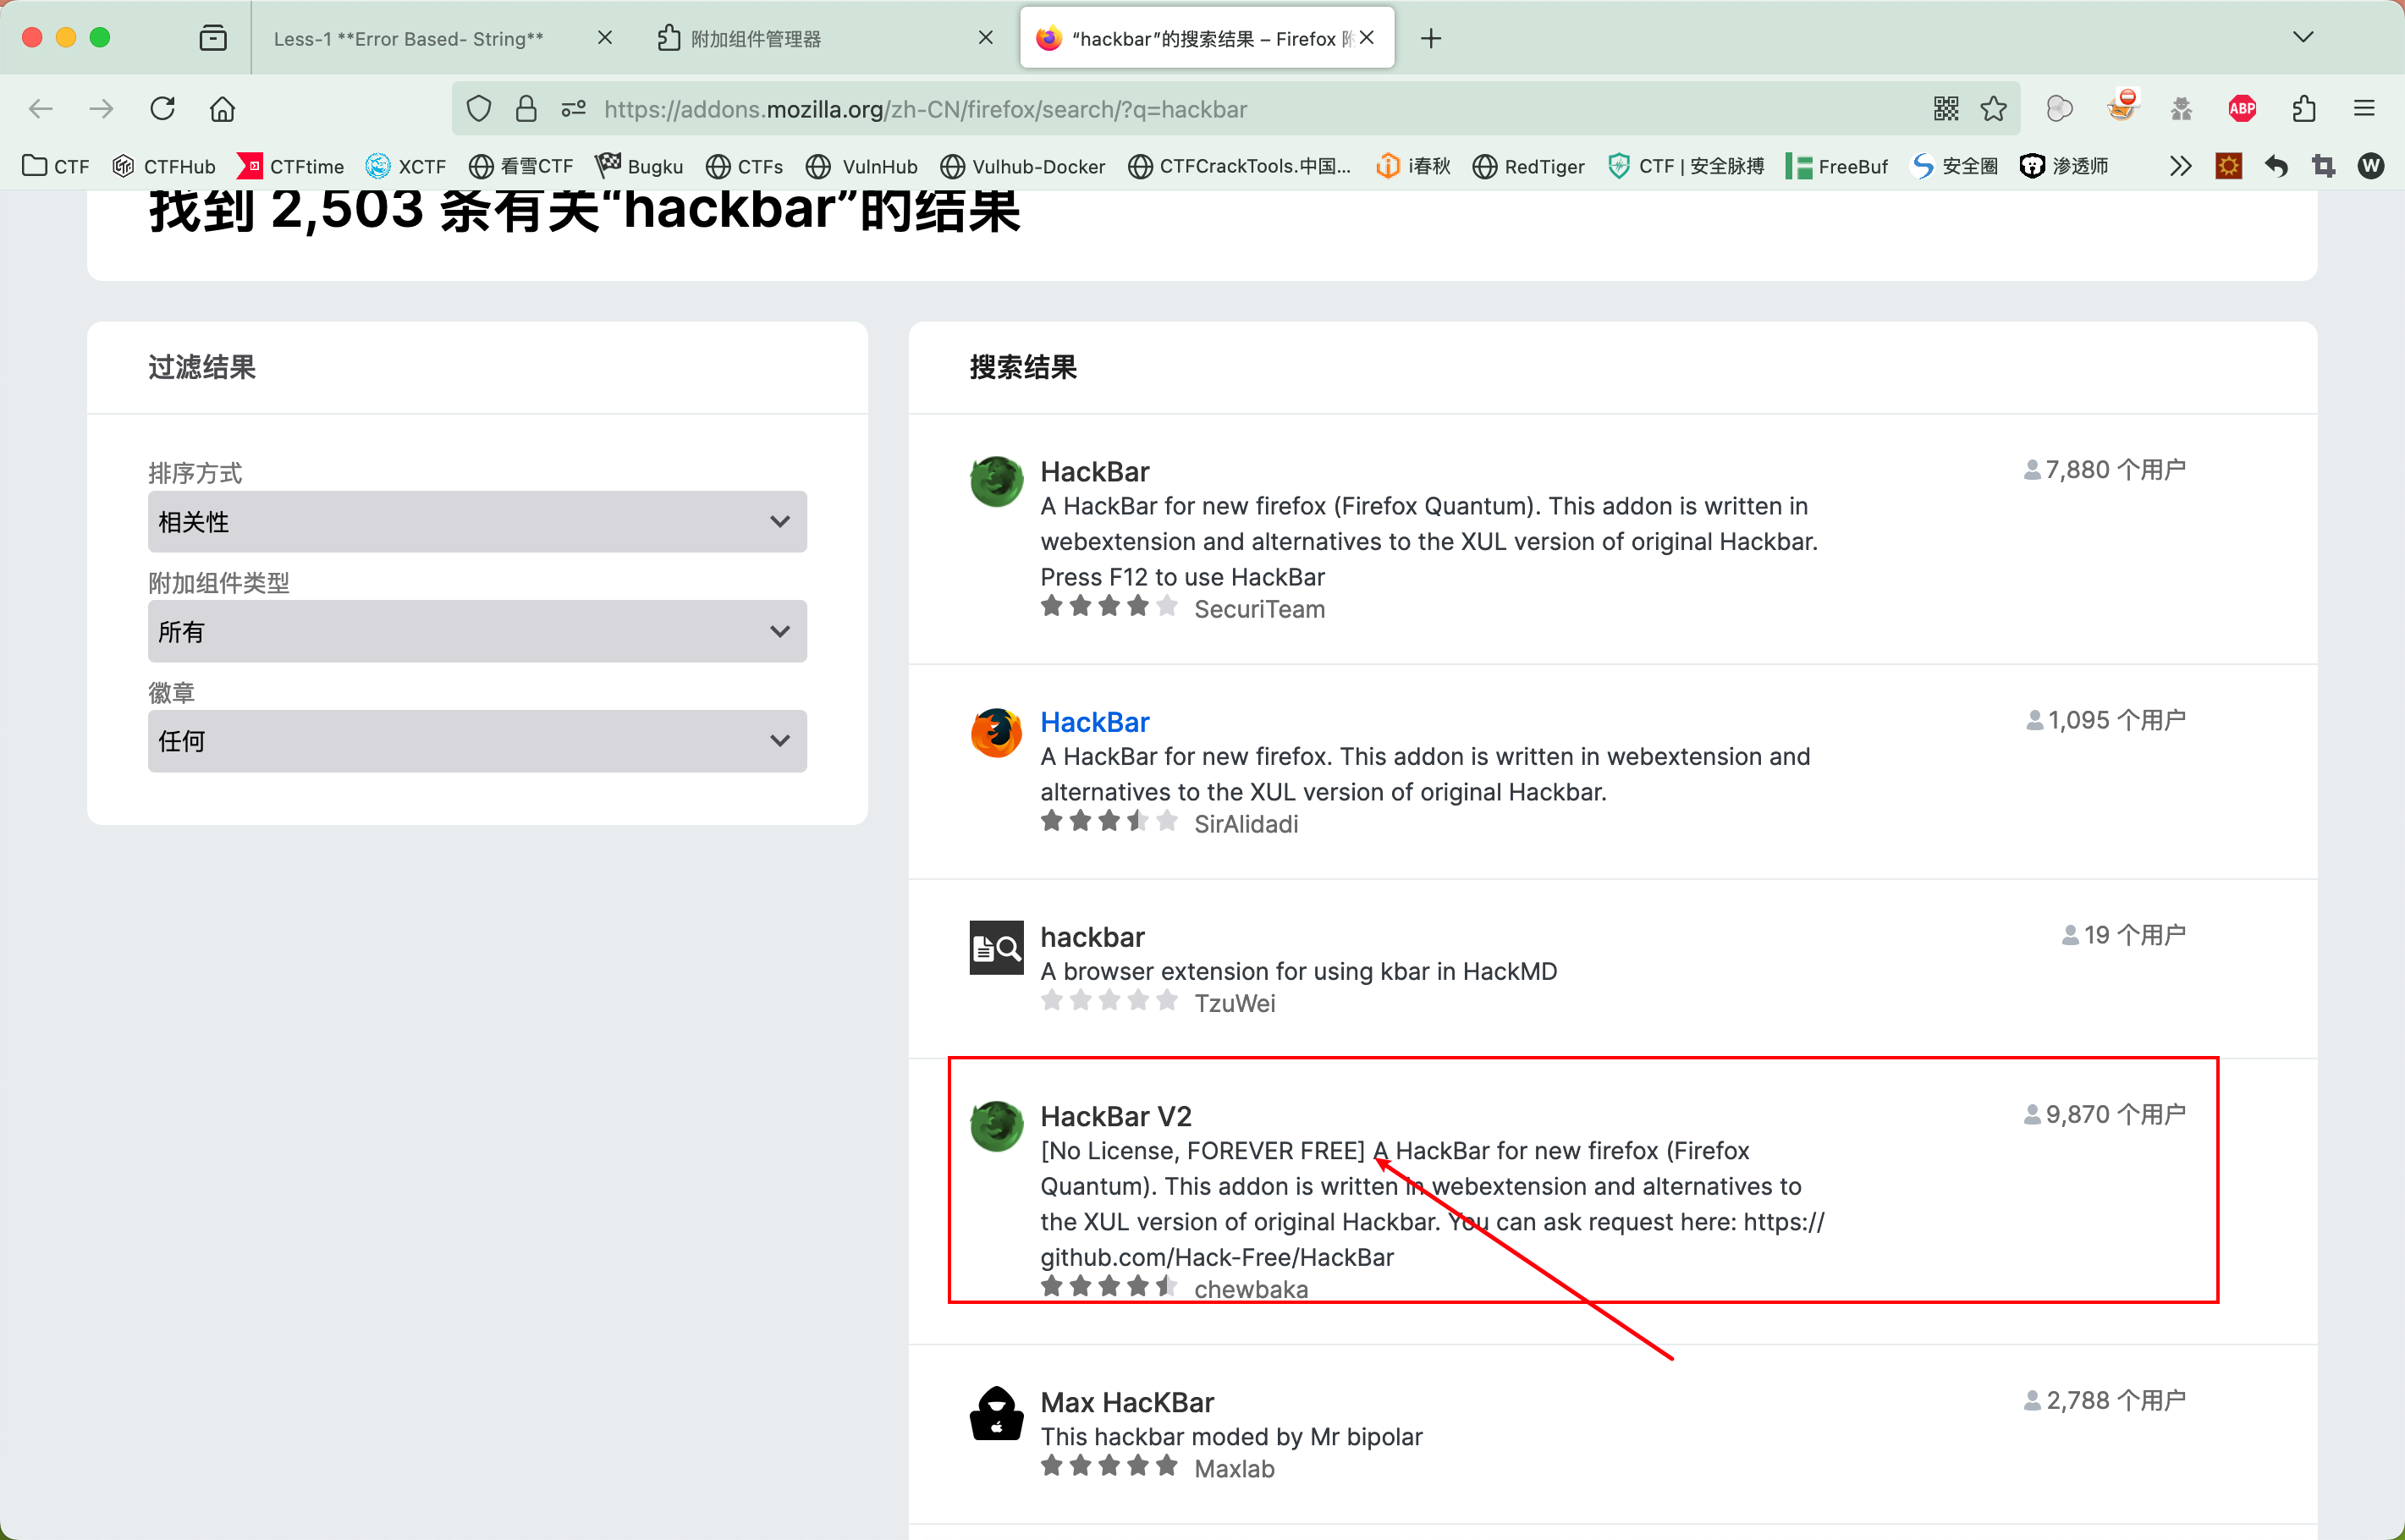 Less-1 **Error Based- String**
附加组件管理器
“hackbar”的搜索结果 – Firefox 附
https://addons.mozilla.org/zh-CN/firefox/search/?q=hackbar
ABP
CTF
CTFHub
CTFtime
XCTF
看雪CTF
Bugku
CTFs
VulnHub
Vulhub-Docker
CTFCrackTools.中国...
i春秋
RedTiger
CTF | 安全脉搏
FreeBuf
安全圈
渗透师
W
找到 2,503 条有关“hackbar”的结果
过滤结果
排序方式
相关性
附加组件类型
所有
徽章
任何
搜索结果
HackBar
7,880 个用户
A HackBar for new firefox (Firefox Quantum). This addon is written in
webextension and alternatives to the XUL version of original Hackbar.
Press F12 to use HackBar
SecuriTeam
HackBar
1,095 个用户
A HackBar for new firefox. This addon is written in webextension and
alternatives to the XUL version of original Hackbar.
SirAlidadi
hackbar
19 个用户
A browser extension for using kbar in HackMD
TzuWei
HackBar V2
9,870 个用户
[No License, FOREVER FREE] A HackBar for new firefox (Firefox
Quantum). This addon is written in webextension and alternatives to
the XUL version of original Hackbar. You can ask request here: https://
github.com/Hack-Free/HackBar
chewbaka
Max HacKBar
2,788 个用户
This hackbar moded by Mr bipolar
Maxlab